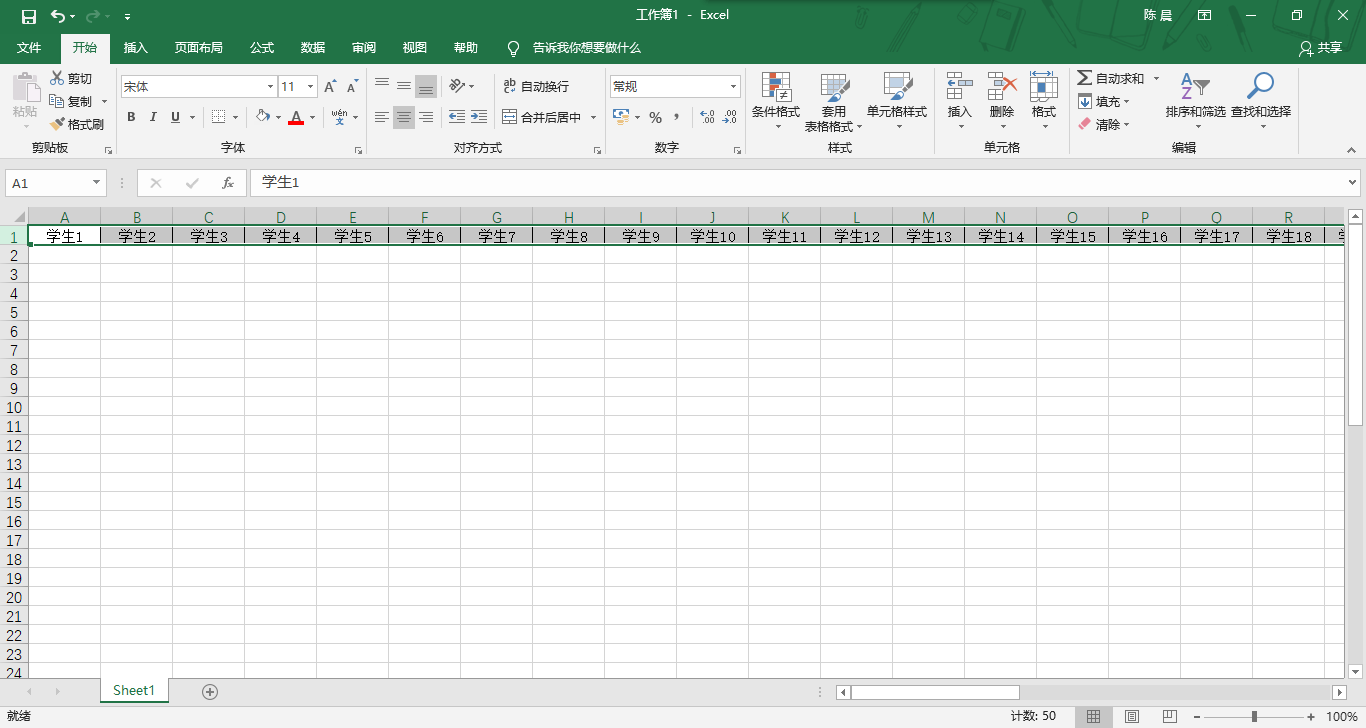 工作簿1 - Excel
陈 晨
文件 开始 插入 页面布局 公式 数据 审阅 视图 帮助 告诉我你想要做什么 共享
粘贴 剪切 复制 格式刷 剪贴板
宋体 11 B I U A A A wén 文 字体
ab c 自动换行 合并后居中 对齐方式
常规 % , .00 .0 数字
条件格式 套用 表格格式 单元格样式 样式
插入 删除 格式 单元格
Σ 自动求和 填充 清除 A Z 排序和筛选 查找和选择 编辑
A1 fx 学生1
A B C D E F G H I J K L M N O P Q R
1 学生1 学生2 学生3 学生4 学生5 学生6 学生7 学生8 学生9 学生10 学生11 学生12 学生13 学生14 学生15 学生16 学生17 学生18
2
3
4
5
6
7
8
9
10
11
12
13
14
15
16
17
18
19
20
21
22
23
24
Sheet1
就绪 计数: 50 100%